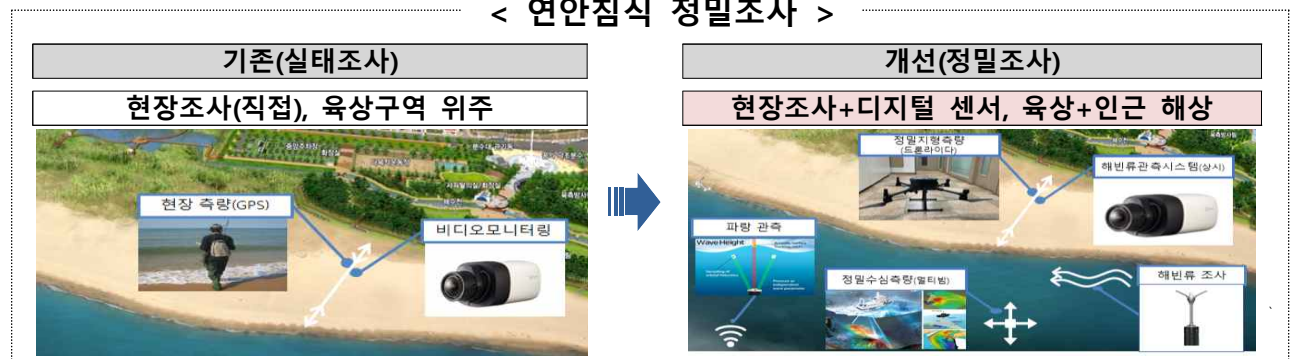 < 연안침식 정밀조사 >
기존(실태조사)
현장조사(직접), 육상구역 위주
현장 측량(GPS)
비디오모니터링
개선(정밀조사)
현장조사+디지털 센서, 육상+인근 해상
정밀지형측량
(드론라이다)
해빈류관측시스템(상시)
파랑 관측
Wave Height
정밀수심측량(멀티빔)
해빈류 조사